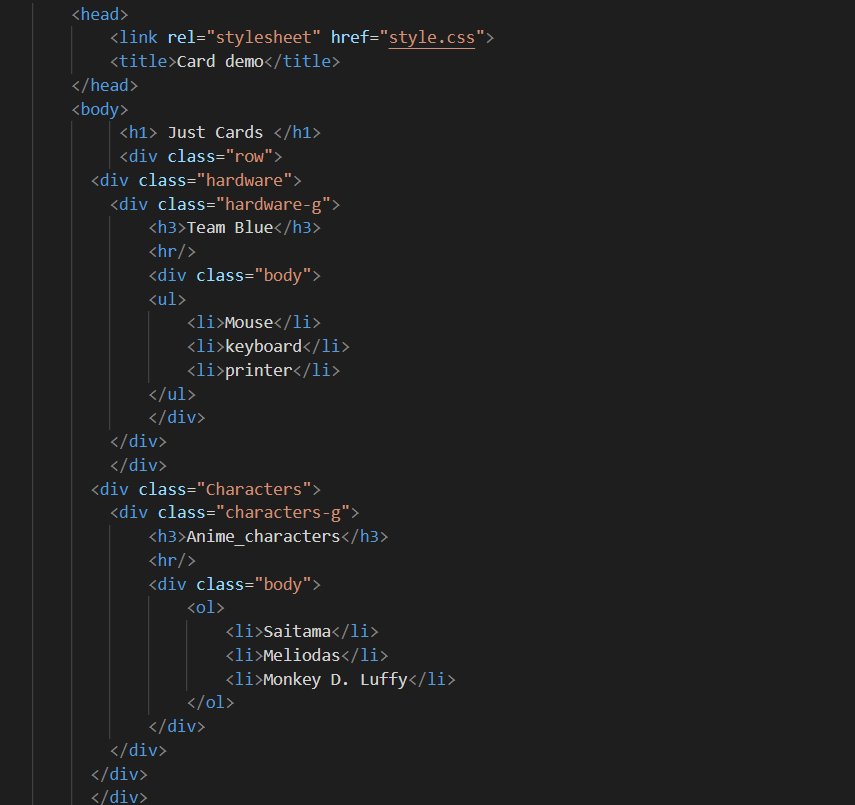 <head>
<link rel="stylesheet" href="style.css">
<title>Card demo</title>
</head>
<body>
<h1> Just Cards </h1>
<div class="row">
<div class="hardware">
<div class="hardware-g">
<h3>Team Blue</h3>
<hr/>
<div class="body">
<ul>
<li>Mouse</li>
<li>keyboard</li>
<li>printer</li>
</ul>
</div>
</div>
</div>
<div class="Characters">
<div class="characters-g">
<h3>Anime_characters</h3>
<hr/>
<div class="body">
<ol>
<li>Saitama</li>
<li>Meliodas</li>
<li>Monkey D. Luffy</li>
</ol>
</div>
</div>
</div>
</div>